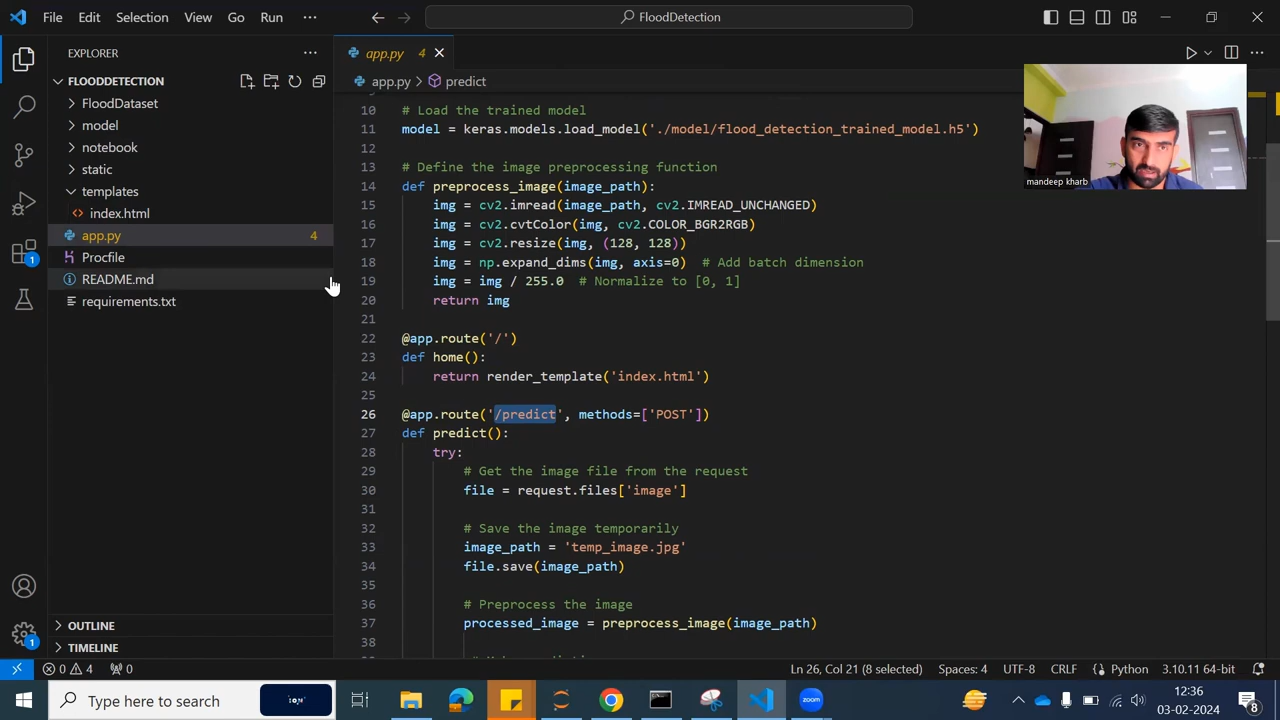 File Edit Selection View Go Run ···
FloodDetection
EXPLORER
app.py 4
app.py > predict
FLOODDETECTION
FloodDataset
model
notebook
static
templates
index.html
app.py 4
Procfile
README.md
requirements.txt
OUTLINE
TIMELINE
1
1
10 # Load the trained model
11 model = keras.models.load_model('./model/flood_detection_trained_model.h5')
12
13 # Define the image preprocessing function
14 def preprocess_image(image_path):
15 img = cv2.imread(image_path, cv2.IMREAD_UNCHANGED)
16 img = cv2.cvtColor(img, cv2.COLOR_BGR2RGB)
17 img = cv2.resize(img, (128, 128))
18 img = np.expand_dims(img, axis=0) # Add batch dimension
19 img = img / 255.0 # Normalize to [0, 1]
20 return img
21
22 @app.route('/')
23 def home():
24 return render_template('index.html')
25
26 @app.route('/predict', methods=['POST'])
27 def predict():
28 try:
29 # Get the image file from the request
30 file = request.files['image']
31
32 # Save the image temporarily
33 image_path = 'temp_image.jpg'
34 file.save(image_path)
35
36 # Preprocess the image
37 processed_image = preprocess_image(image_path)
38
mandeep kharb
0 4 0
Ln 26, Col 21 (8 selected) Spaces: 4 UTF-8 CRLF Python 3.10.11 64-bit
Type here to search
zoom
12:36
03-02-2024
8